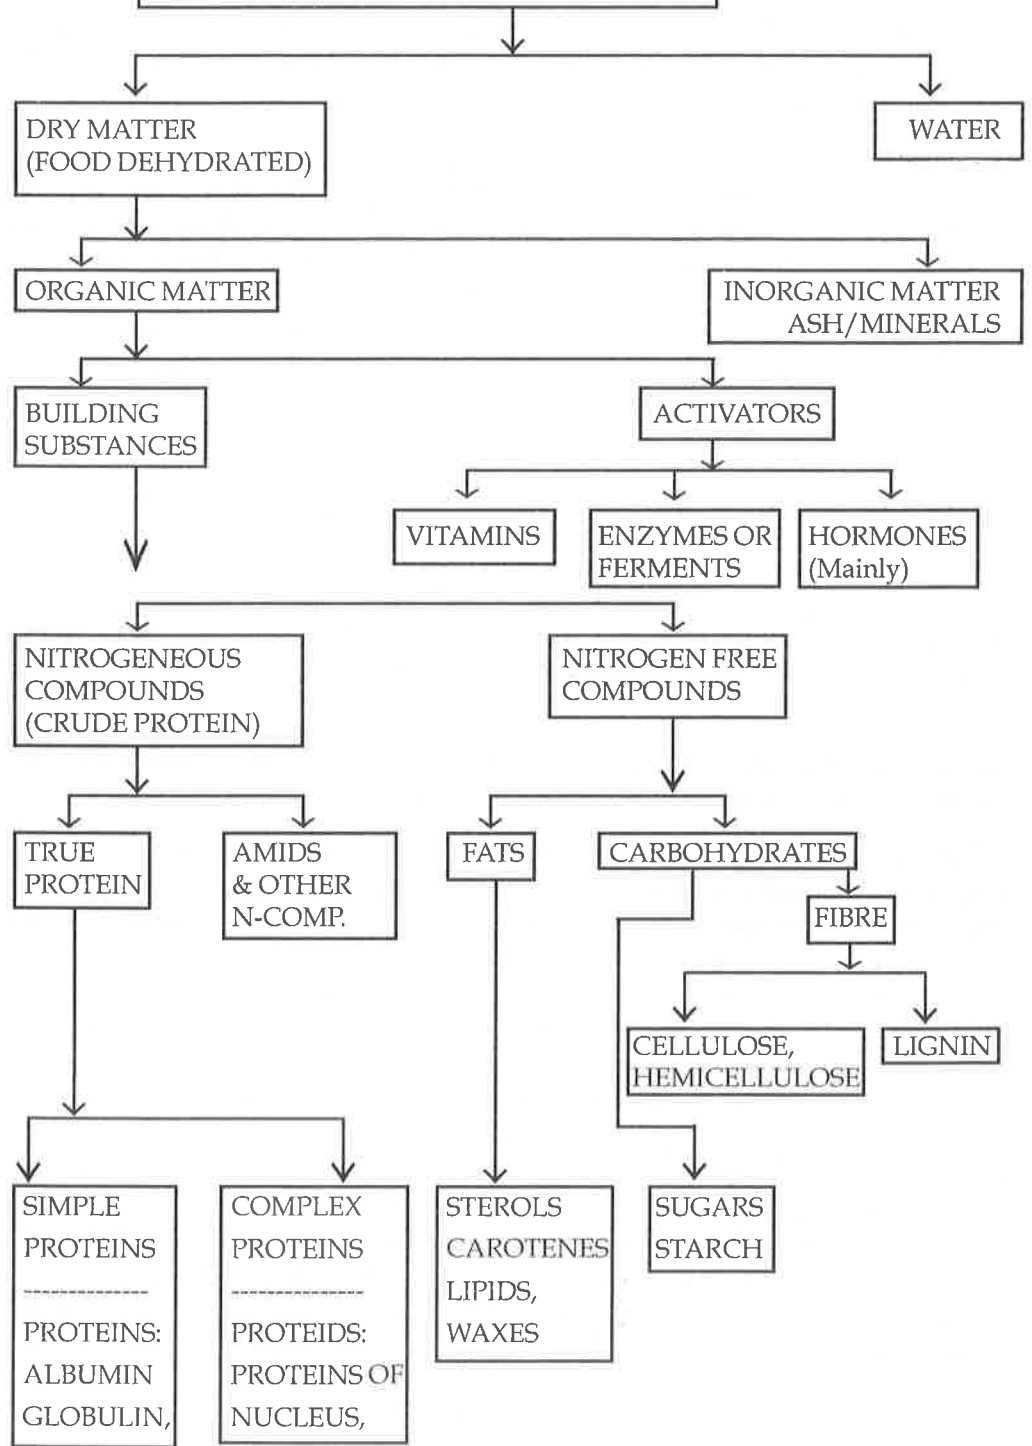 DRY MATTER
(FOOD DEHYDRATED)
WATER
ORGANIC MATTER
INORGANIC MATTER
ASH/MINERALS
BUILDING
SUBSTANCES
ACTIVATORS
VITAMINS
ENZYMES OR
FERMENTS
HORMONES
(Mainly)
NITROGENEOUS
COMPOUNDS
(CRUDE PROTEIN)
NITROGEN FREE
COMPOUNDS
TRUE
PROTEIN
AMIDS
& OTHER
N-COMP.
FATS
CARBOHYDRATES
FIBRE
CELLULOSE,
HEMICELLULOSE
LIGNIN
SIMPLE
PROTEINS
--------------
PROTEINS:
ALBUMIN
GLOBULIN,
COMPLEX
PROTEINS
---------------
PROTEIDS:
PROTEINS OF
NUCLEUS,
STEROLS
CAROTENES
LIPIDS,
WAXES
SUGARS
STARCH